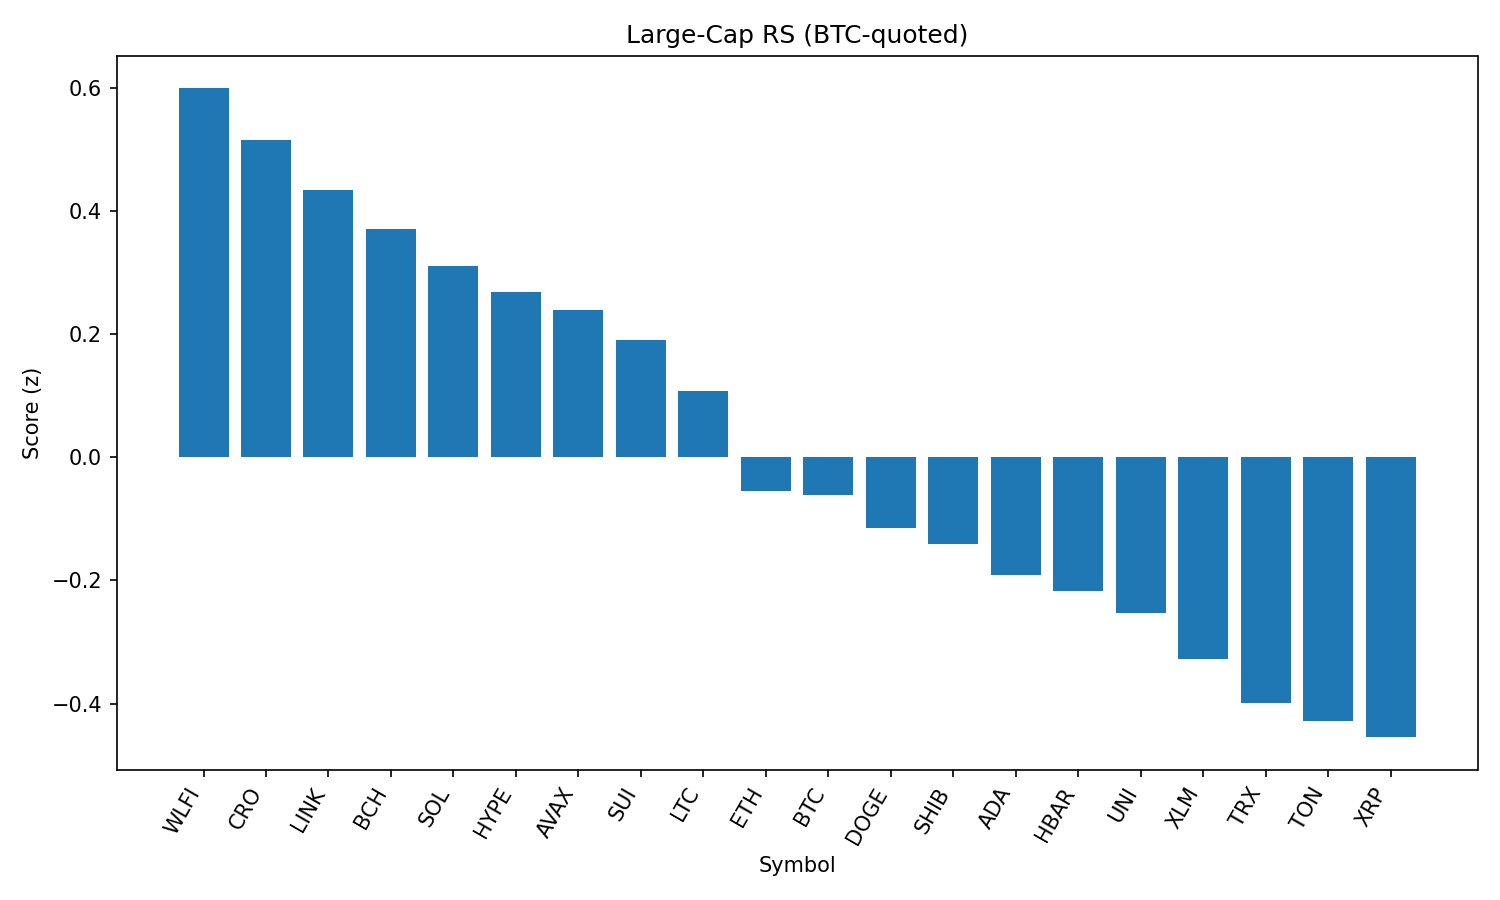 Large-Cap RS (BTC-quoted)
Score (z)
0.6
0.4
0.2
0.0
−0.2
−0.4
WLFI
CRO
LINK
BCH
SOL
HYPE
AVAX
SUI
LTC
ETH
BTC
DOGE
SHIB
ADA
HBAR
UNI
XLM
TRX
TON
XRP
Symbol